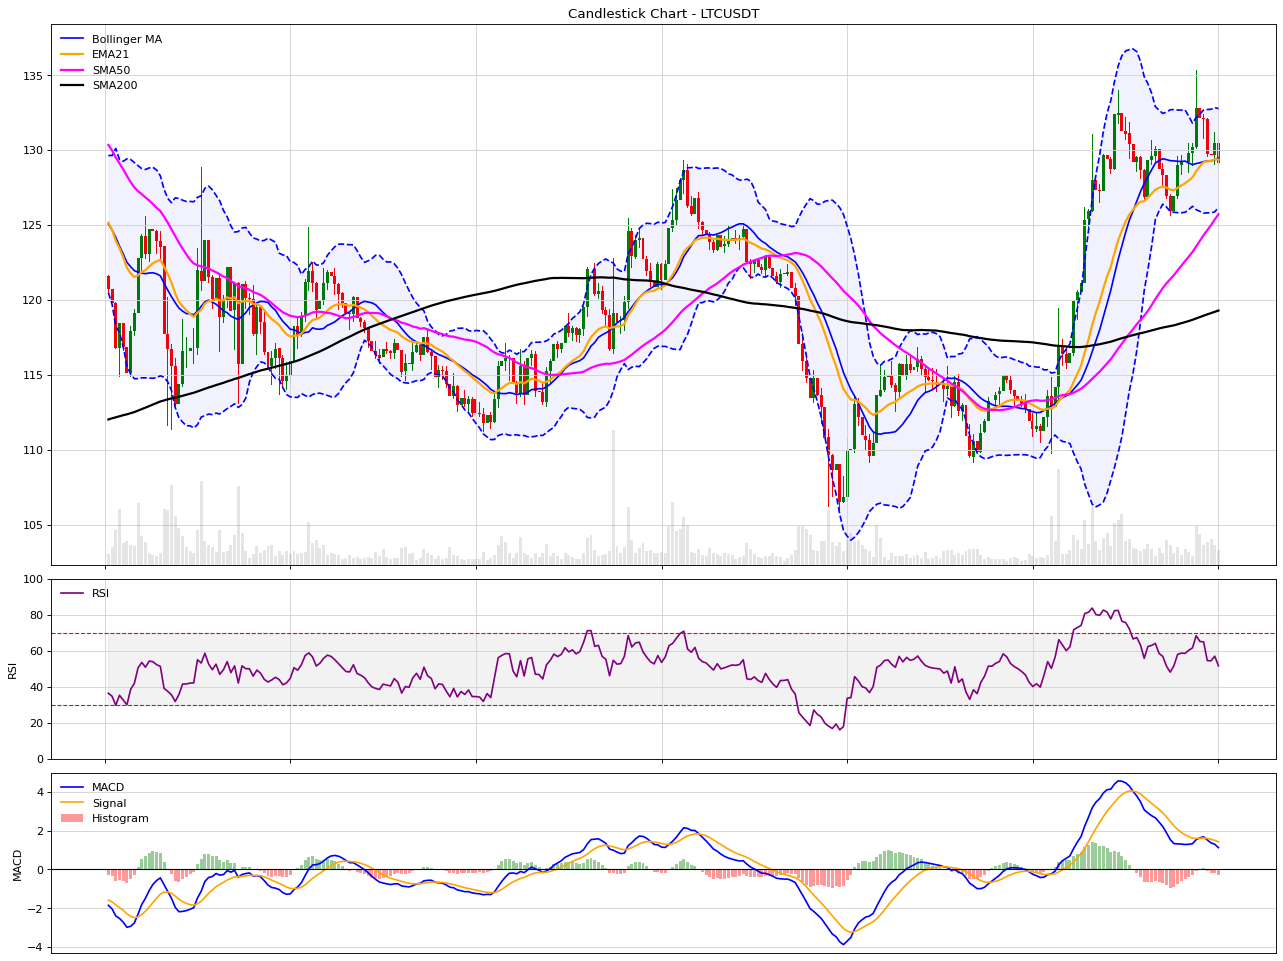 Candlestick Chart - LTCUSDT
Bollinger MA
EMA21
SMA50
SMA200
135
130
125
120
115
110
105
RSI
100
80
60
40
20
0
RSI
MACD
Signal
Histogram
4
2
0
−2
−4
MACD